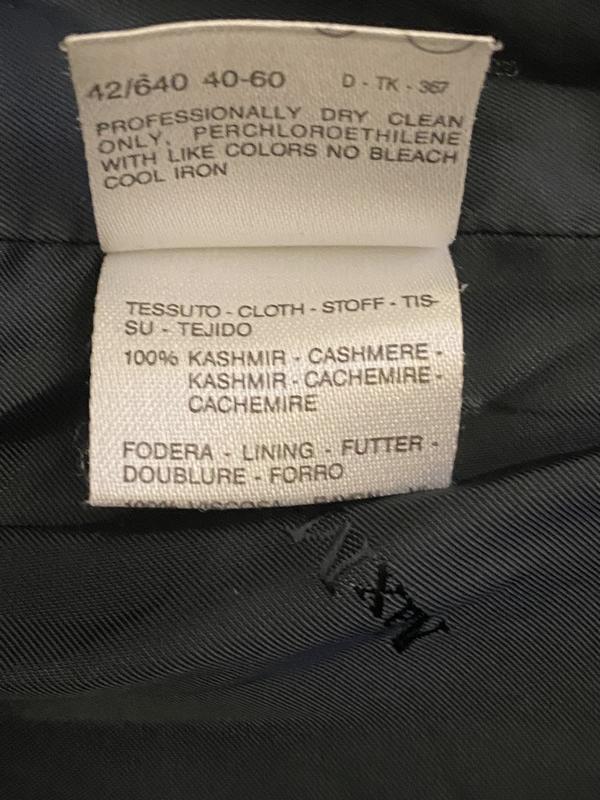 42/640 40-60 D - TK - 367
PROFESSIONALLY DRY CLEAN
ONLY, PERCHLOROETHILENE
WITH LIKE COLORS NO BLEACH
COOL IRON
TESSUTO - CLOTH - STOFF - TIS-
SU - TEJIDO
100% KASHMIR - CASHMERE -
KASHMIR - CACHEMIRE -
CACHEMIRE
FODERA - LINING - FUTTER -
DOUBLURE - FORRO